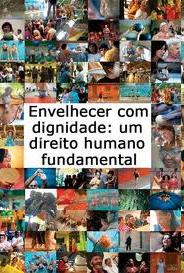 Envelhecer com
dignidade: um
direito humano
fundamental